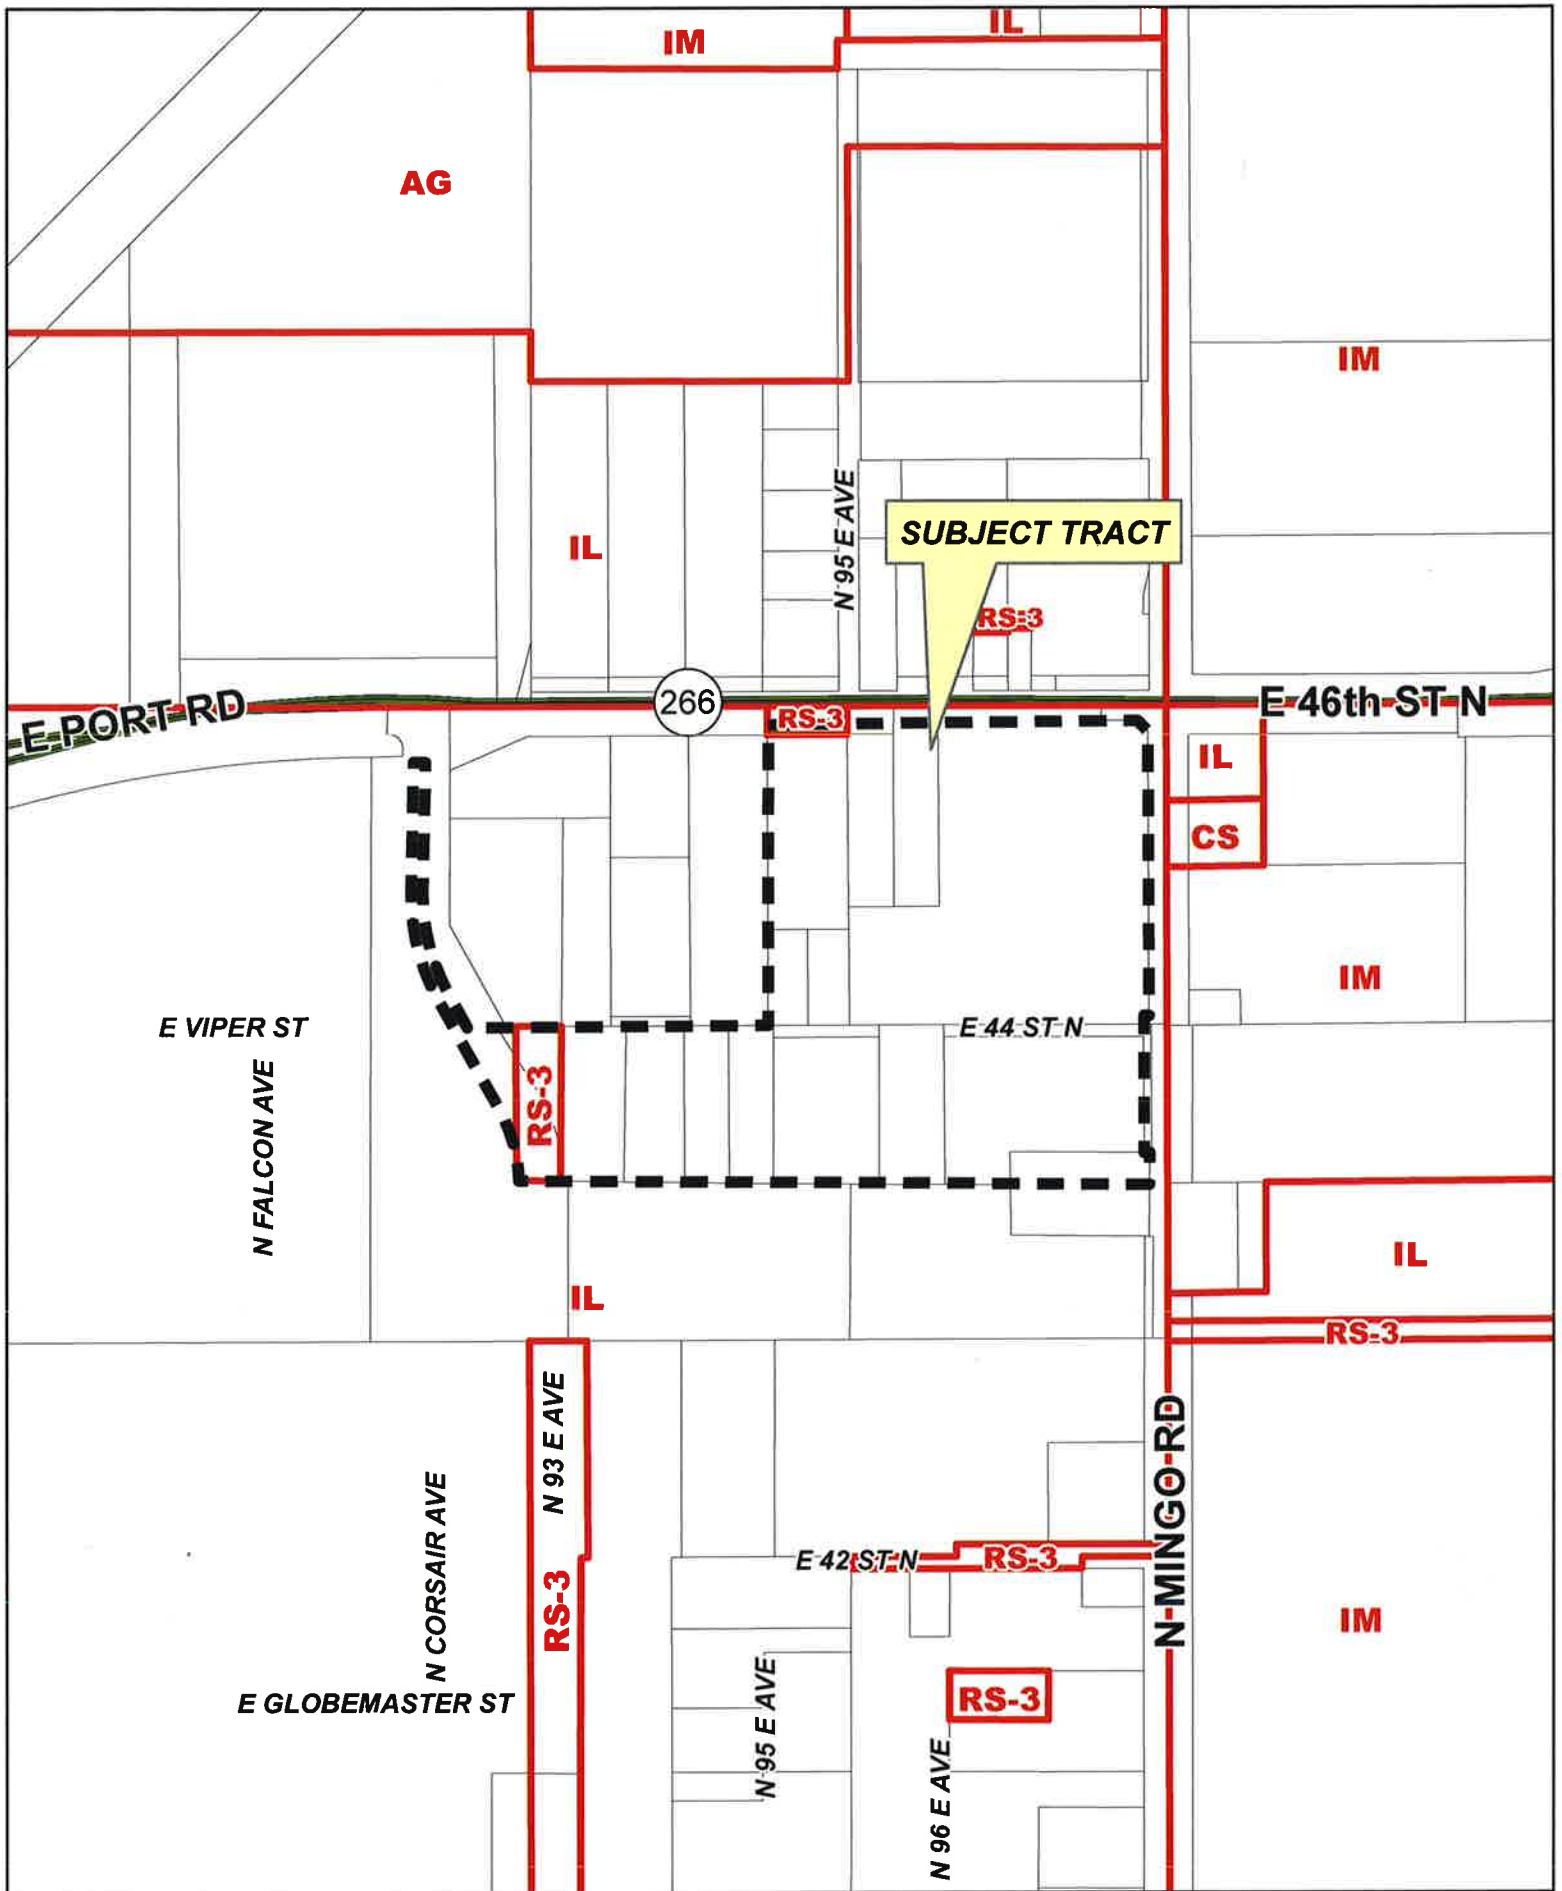 IL
IM
AG
IM
N 95 E AVE
SUBJECT TRACT
IL
RS-3
266
E PORT RD
RS-3
E 46th ST N
IL
CS
IM
E VIPER ST
E 44 ST N
N FALCON AVE
RS-3
IL
IL
RS-3
N 93 E AVE
N MINGO RD
N CORSAIR AVE
E 42 ST N
RS-3
RS-3
IM
N 95 E AVE
RS-3
E GLOBEMASTER ST
N 96 E AVE